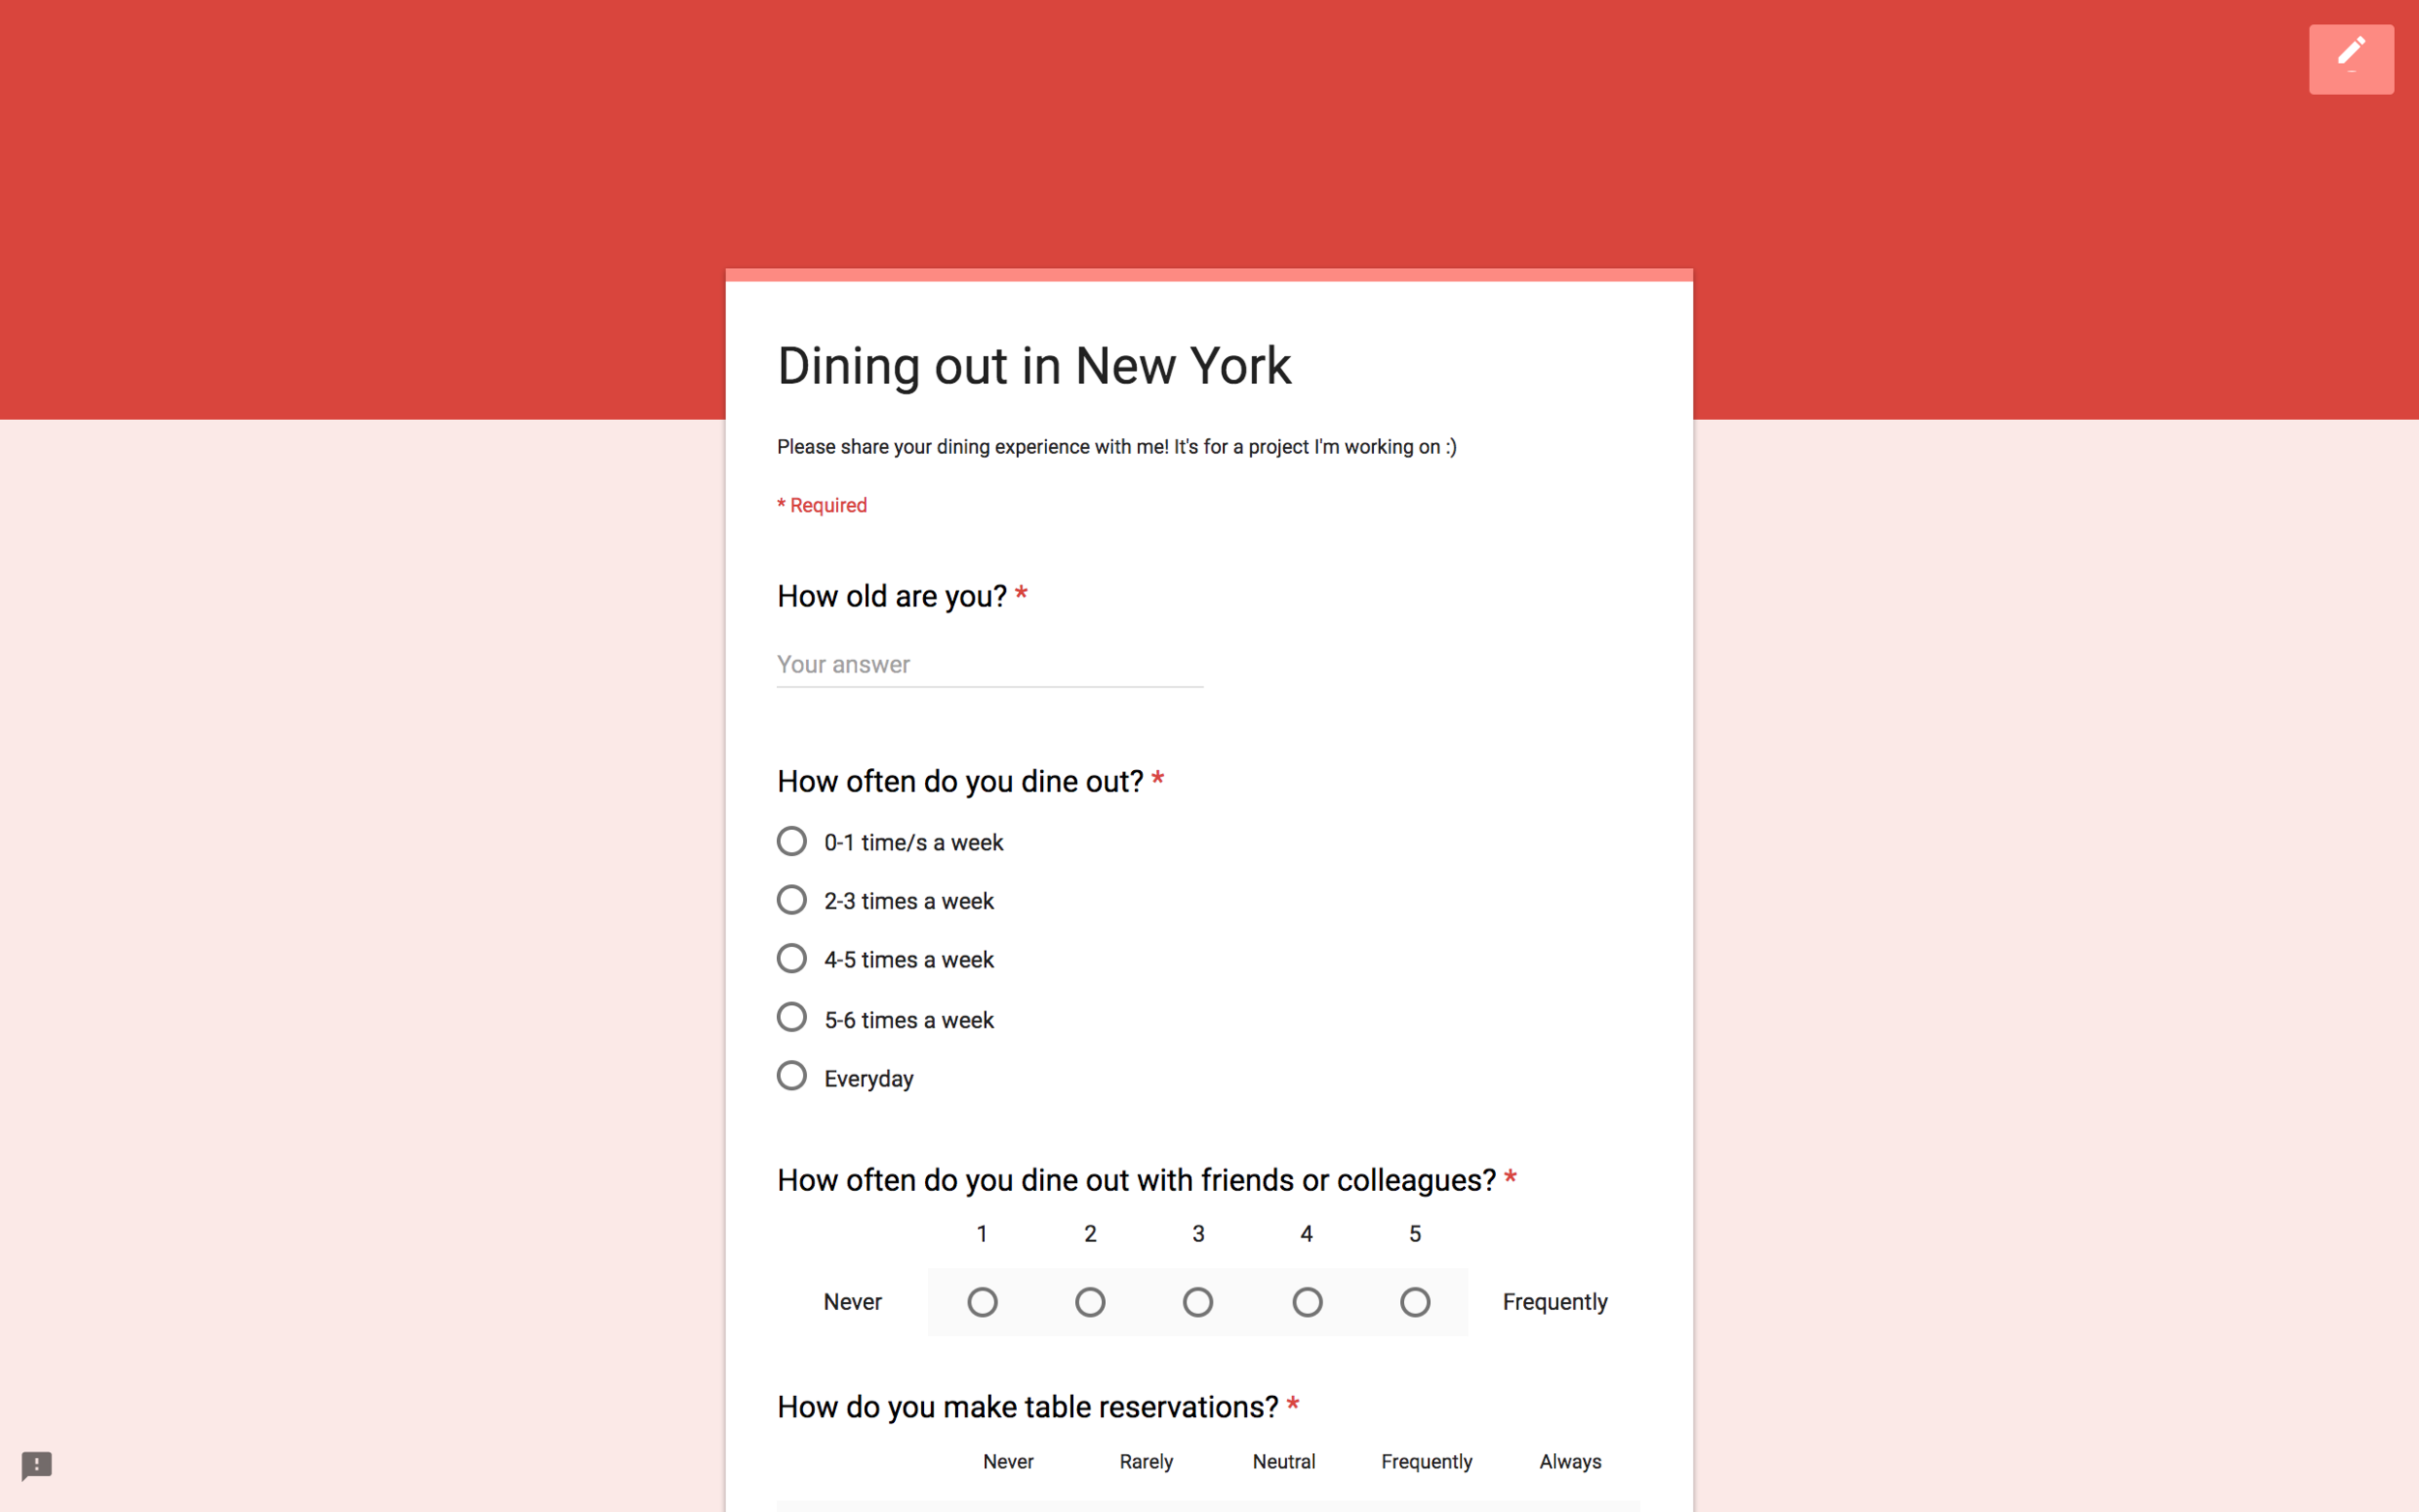 Dining out in New York
Please share your dining experience with me! It's for a project I'm working on :)
* Required
How old are you? *
Your answer
How often do you dine out? *
0-1 time/s a week
2-3 times a week
4-5 times a week
5-6 times a week
Everyday
How often do you dine out with friends or colleagues? *
1 2 3 4 5
Never Frequently
How do you make table reservations? *
Never Rarely Neutral Frequently Always